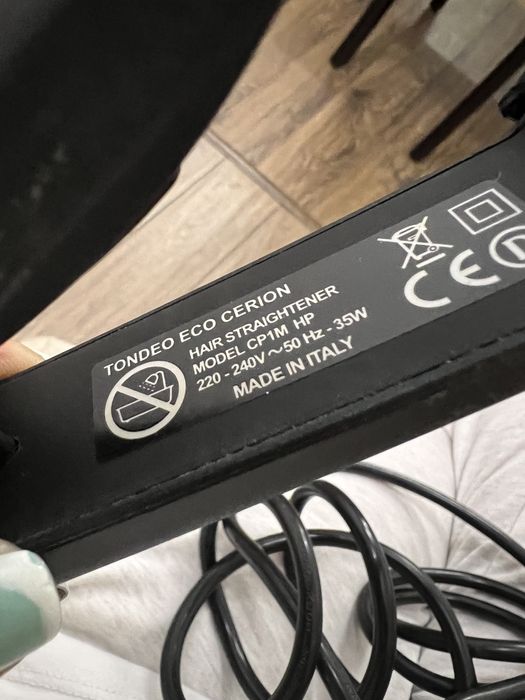 TONDEO ECO CERION
HAIR STRAIGHTENER
MODEL CP1M HP
220 - 240V ~ 50 Hz - 35W
MADE IN ITALY
CE